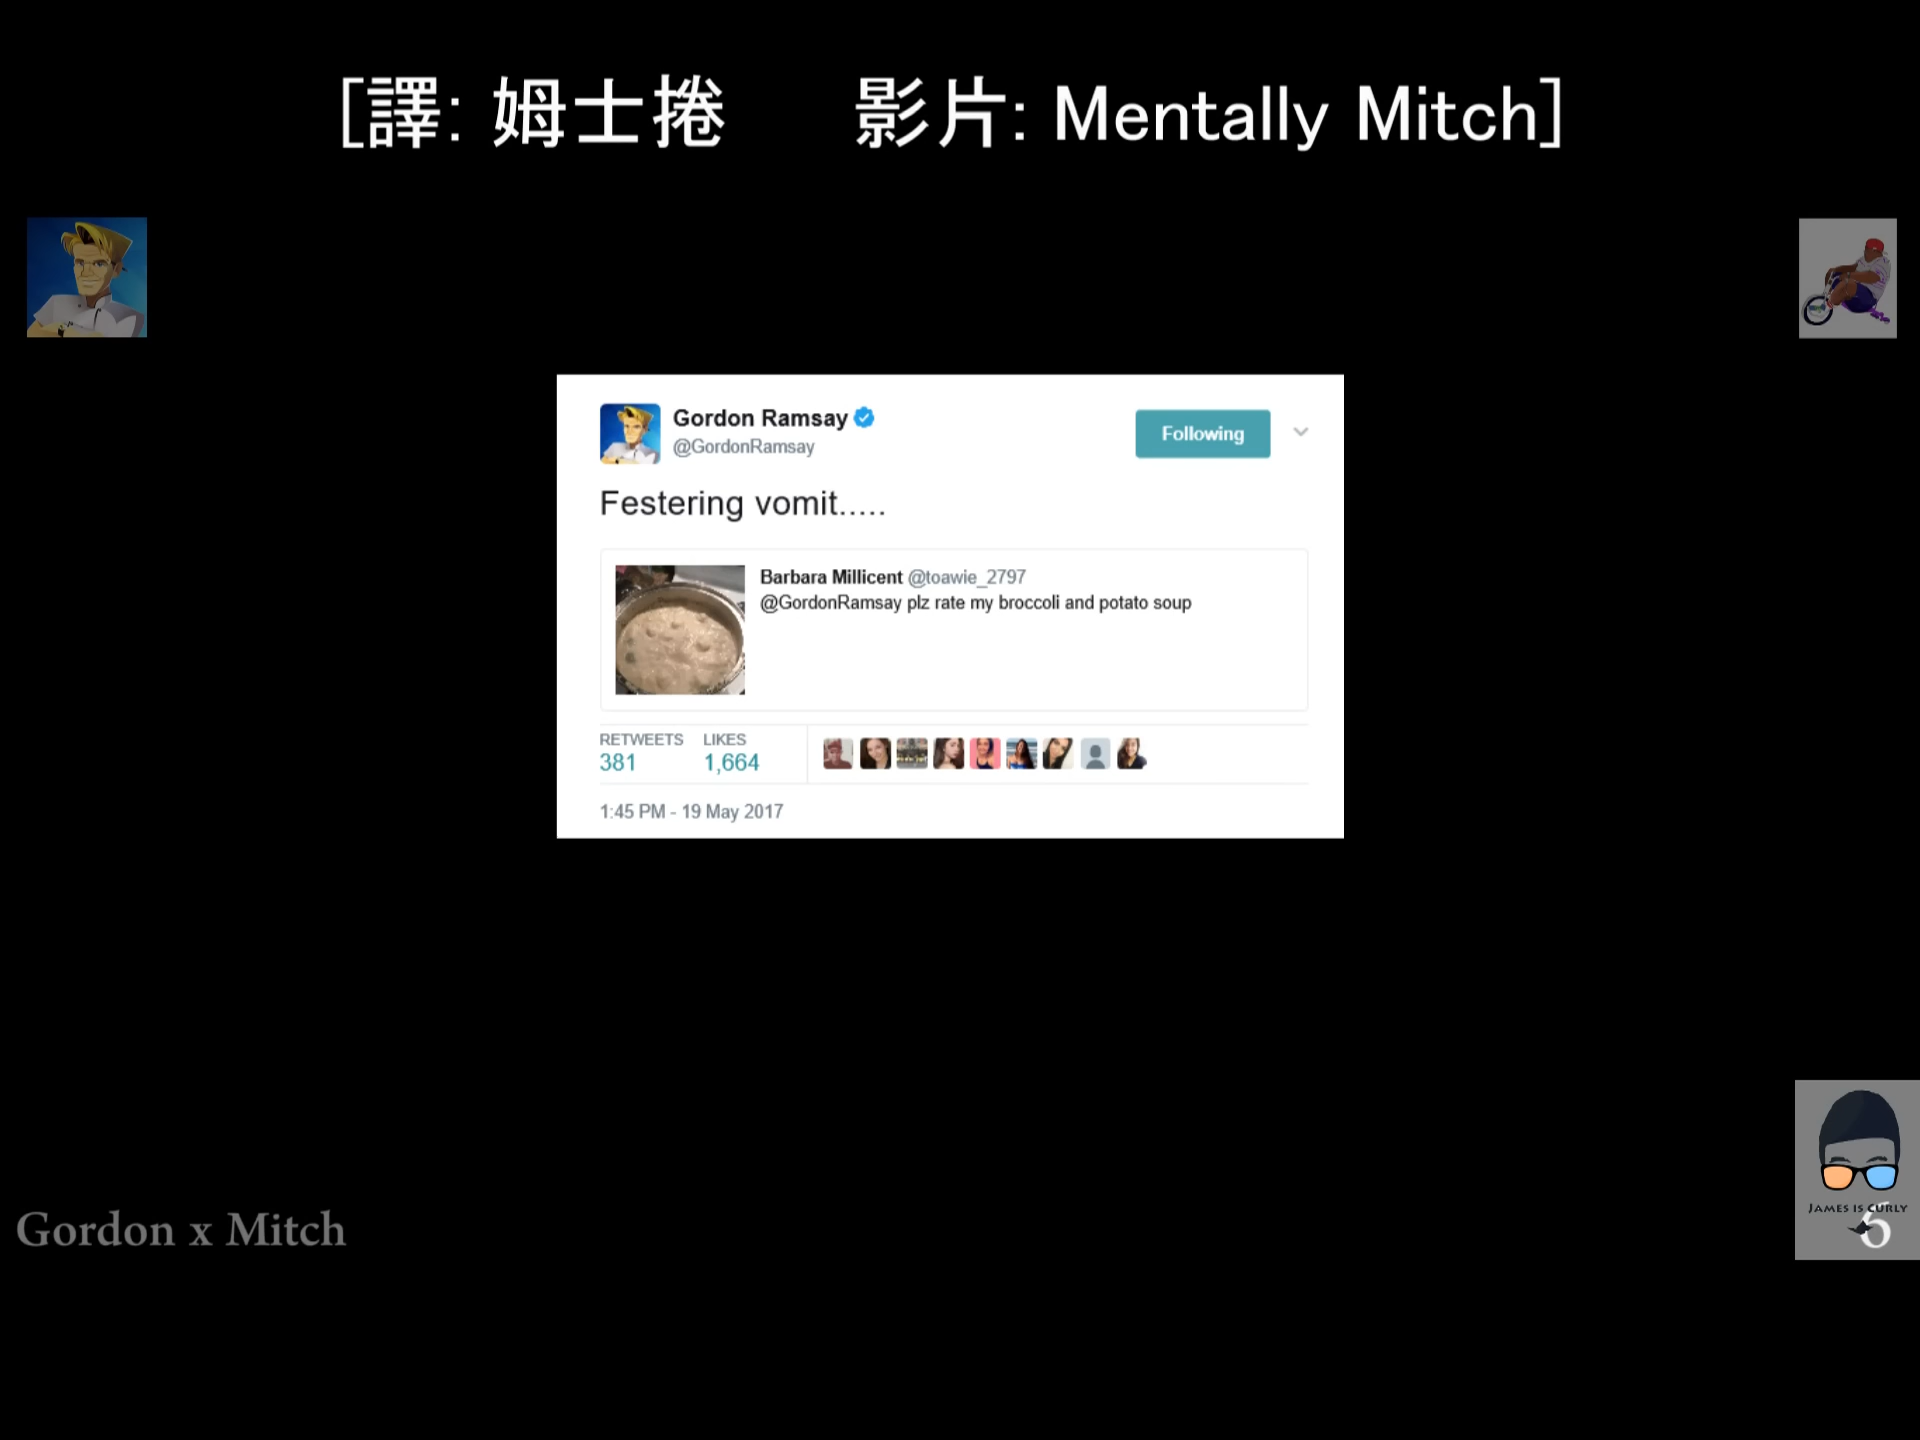 [譯: 姆士捲 影片: Mentally Mitch]
Gordon Ramsay
@GordonRamsay
Following
Festering vomit.....
Barbara Millicent @toawie_2797
@GordonRamsay plz rate my broccoli and potato soup
RETWEETS LIKES
381 1,664
1:45 PM - 19 May 2017
JAMES IS CURLY
Gordon x Mitch
6